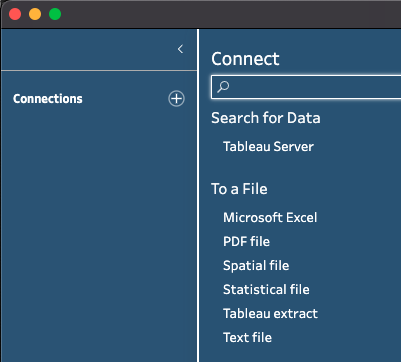 Connections
Connect
Search for Data
Tableau Server
To a File
Microsoft Excel
PDF file
Spatial file
Statistical file
Tableau extract
Text file